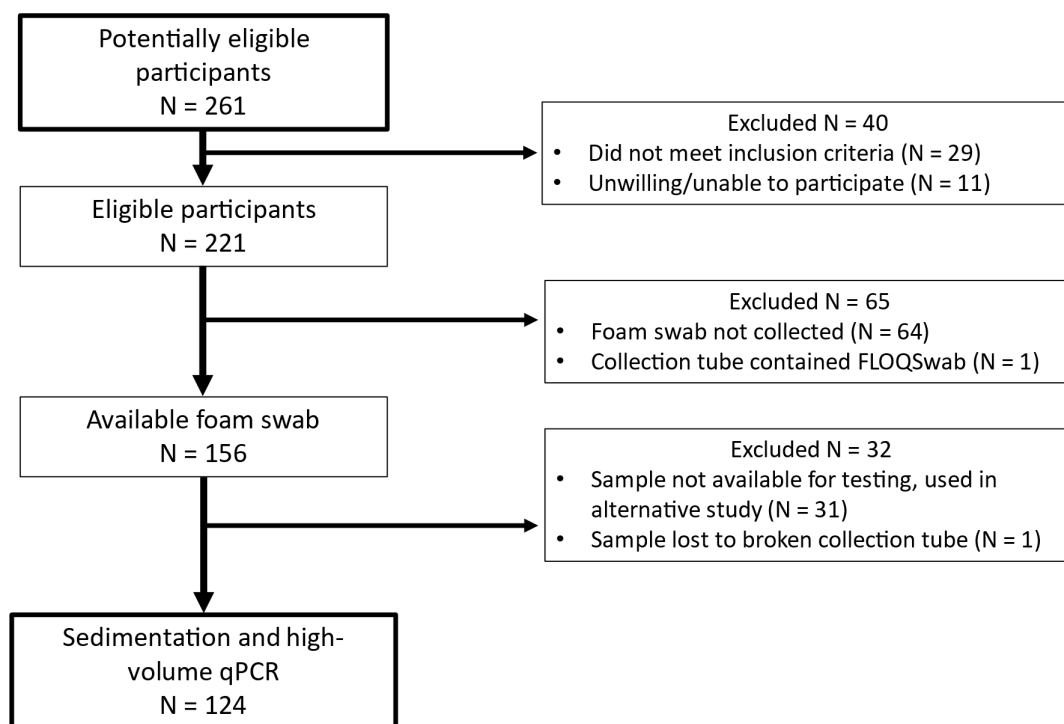 Potentially eligible
participants
N = 261
Excluded N = 40
• Did not meet inclusion criteria (N = 29)
• Unwilling/unable to participate (N = 11)
Eligible participants
N = 221
Excluded N = 65
• Foam swab not collected (N = 64)
• Collection tube contained FLOQSwab (N = 1)
Available foam swab
N = 156
Excluded N = 32
• Sample not available for testing, used in
alternative study (N = 31)
• Sample lost to broken collection tube (N = 1)
Sedimentation and high-
volume qPCR
N = 124